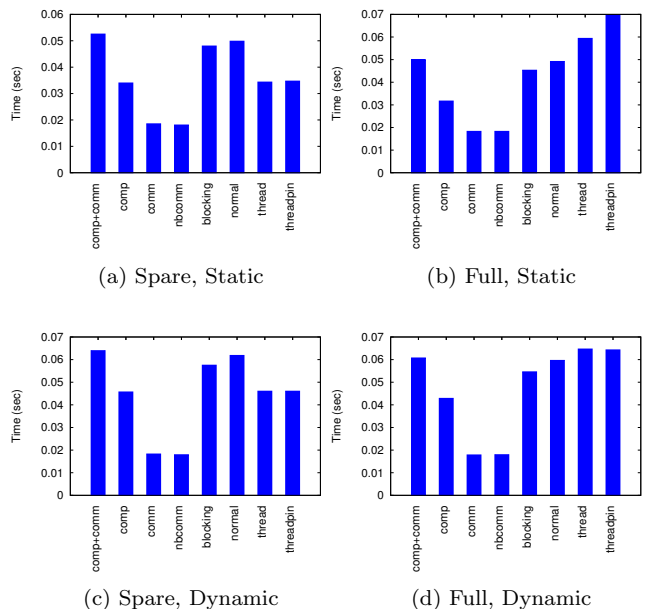 0.06
0.05
0.04
0.03
0.02
0.01
0
Time (sec)
comp+comm
comp
comm
nbcomm
blocking
normal
thread
threadpin
(a) Spare, Static
0.07
0.06
0.05
0.04
0.03
0.02
0.01
0
Time (sec)
comp+comm
comp
comm
nbcomm
blocking
normal
thread
threadpin
(b) Full, Static
0.07
0.06
0.05
0.04
0.03
0.02
0.01
0
Time (sec)
comp+comm
comp
comm
nbcomm
blocking
normal
thread
threadpin
(c) Spare, Dynamic
0.07
0.06
0.05
0.04
0.03
0.02
0.01
0
Time (sec)
comp+comm
comp
comm
nbcomm
blocking
normal
thread
threadpin
(d) Full, Dynamic